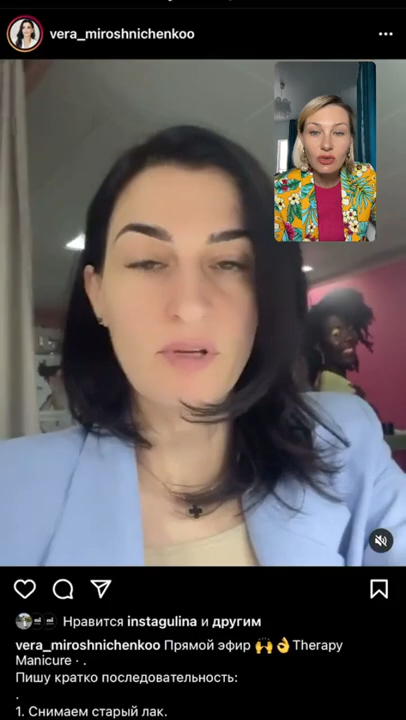 vera_miroshnichenkoo
Нравится instagulina и другим
vera_miroshnichenkoo Прямой эфир 🙌👌Therapy
Manicure · .
Пишу кратко последовательность:
.
1. Снимаем старый лак.